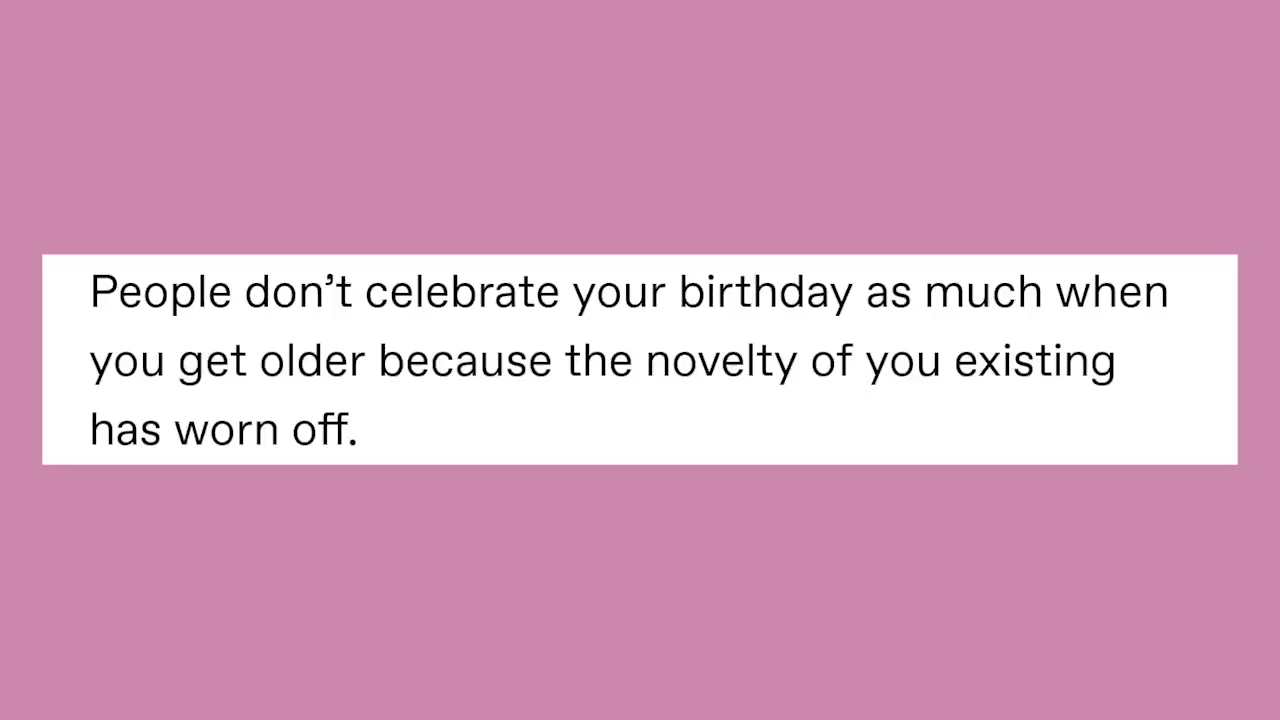 People don’t celebrate your birthday as much when
you get older because the novelty of you existing
has worn off.